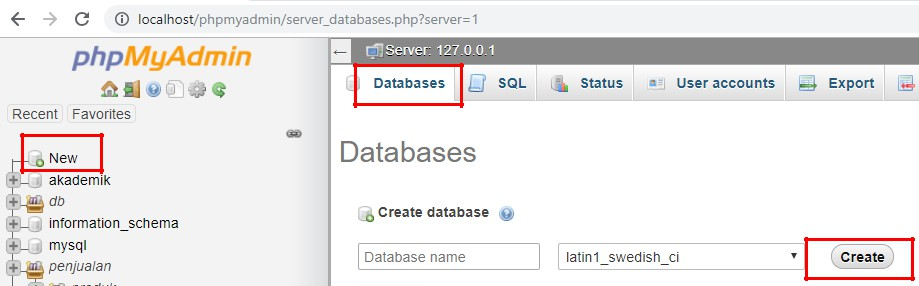 localhost/phpmyadmin/server_databases.php?server=1
phpMyAdmin
Recent Favorites
New
akademik
db
information_schema
mysql
penjualan
produk
Server: 127.0.0.1
Databases SQL Status User accounts Export
Databases
Create database
Database name latin1_swedish_ci Create